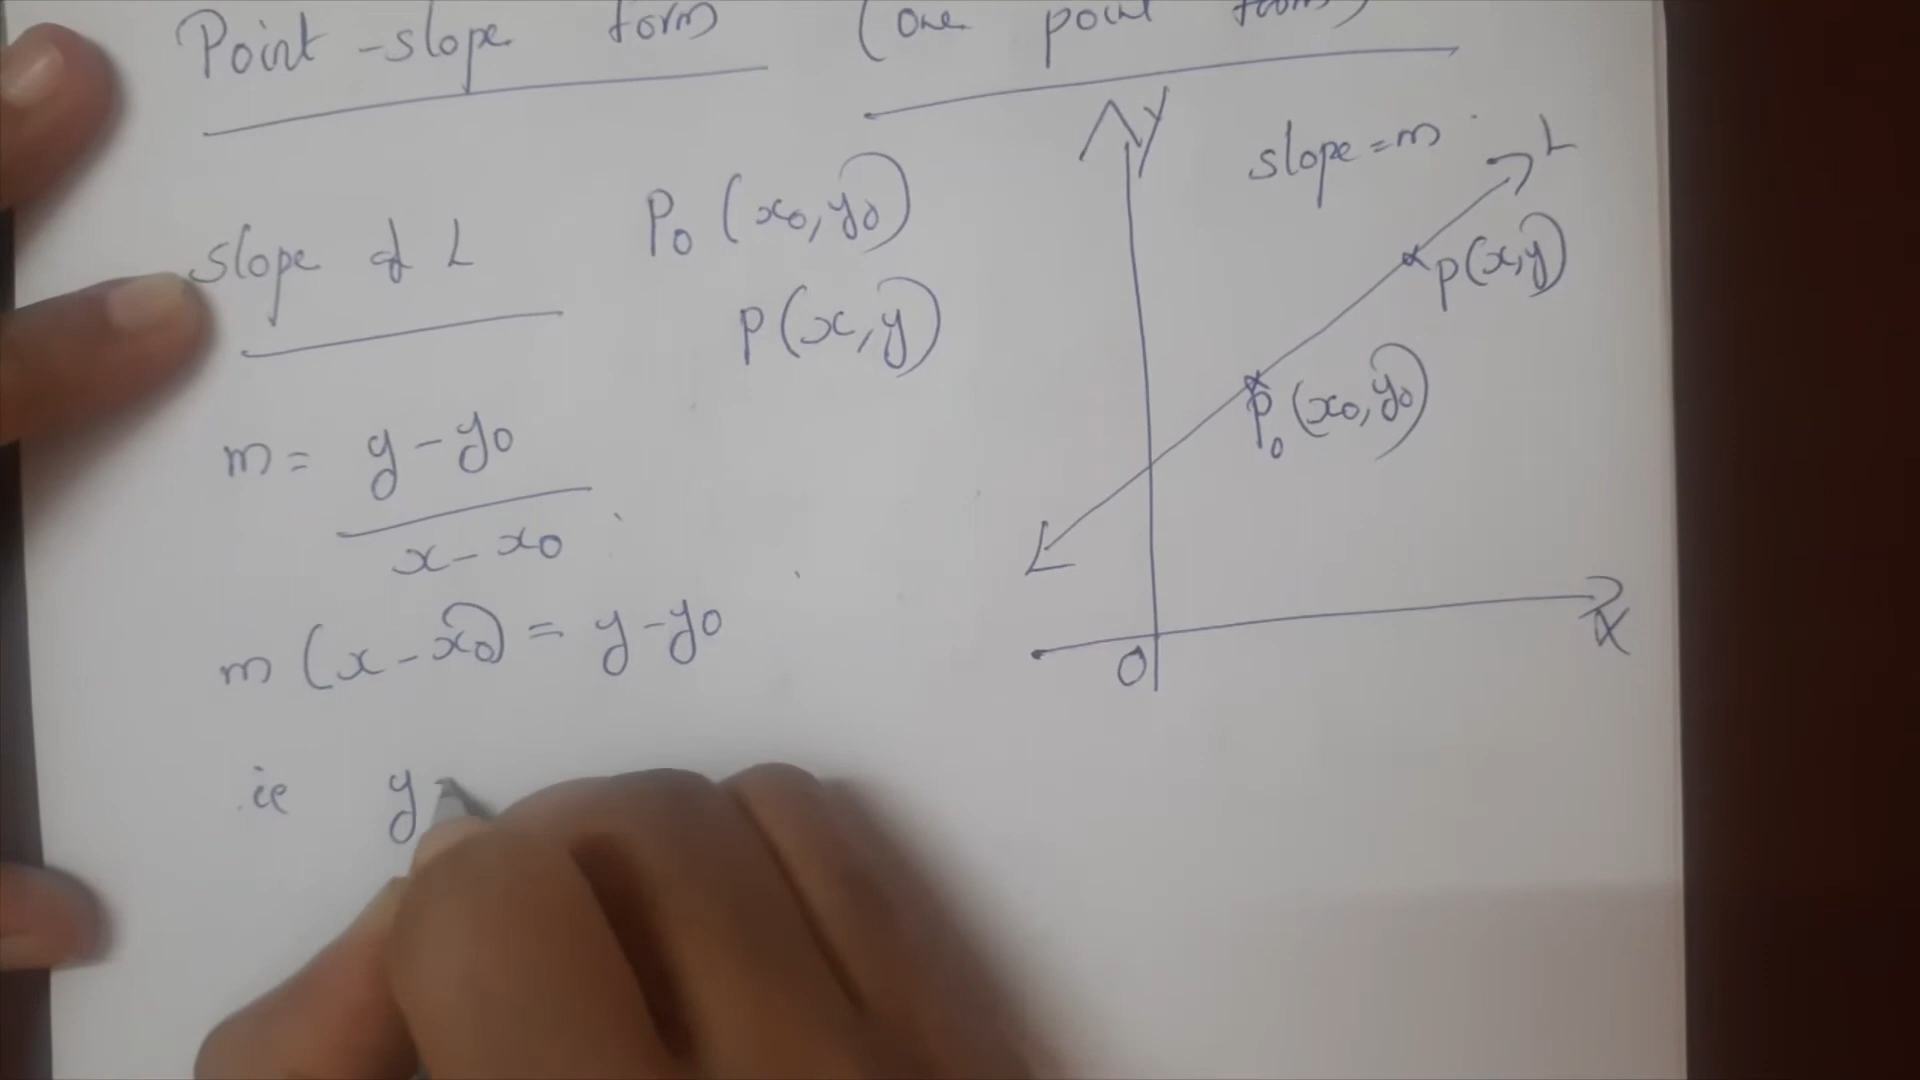 Point - slope form (one point form)
slope of L
P₀ (x₀, y₀)
P(x, y)
m = y - y₀
x - x₀
m (x - x₀) = y - y₀
ie y
Y
slope = m
L
P(x, y)
P₀ (x₀, y₀)
O
X